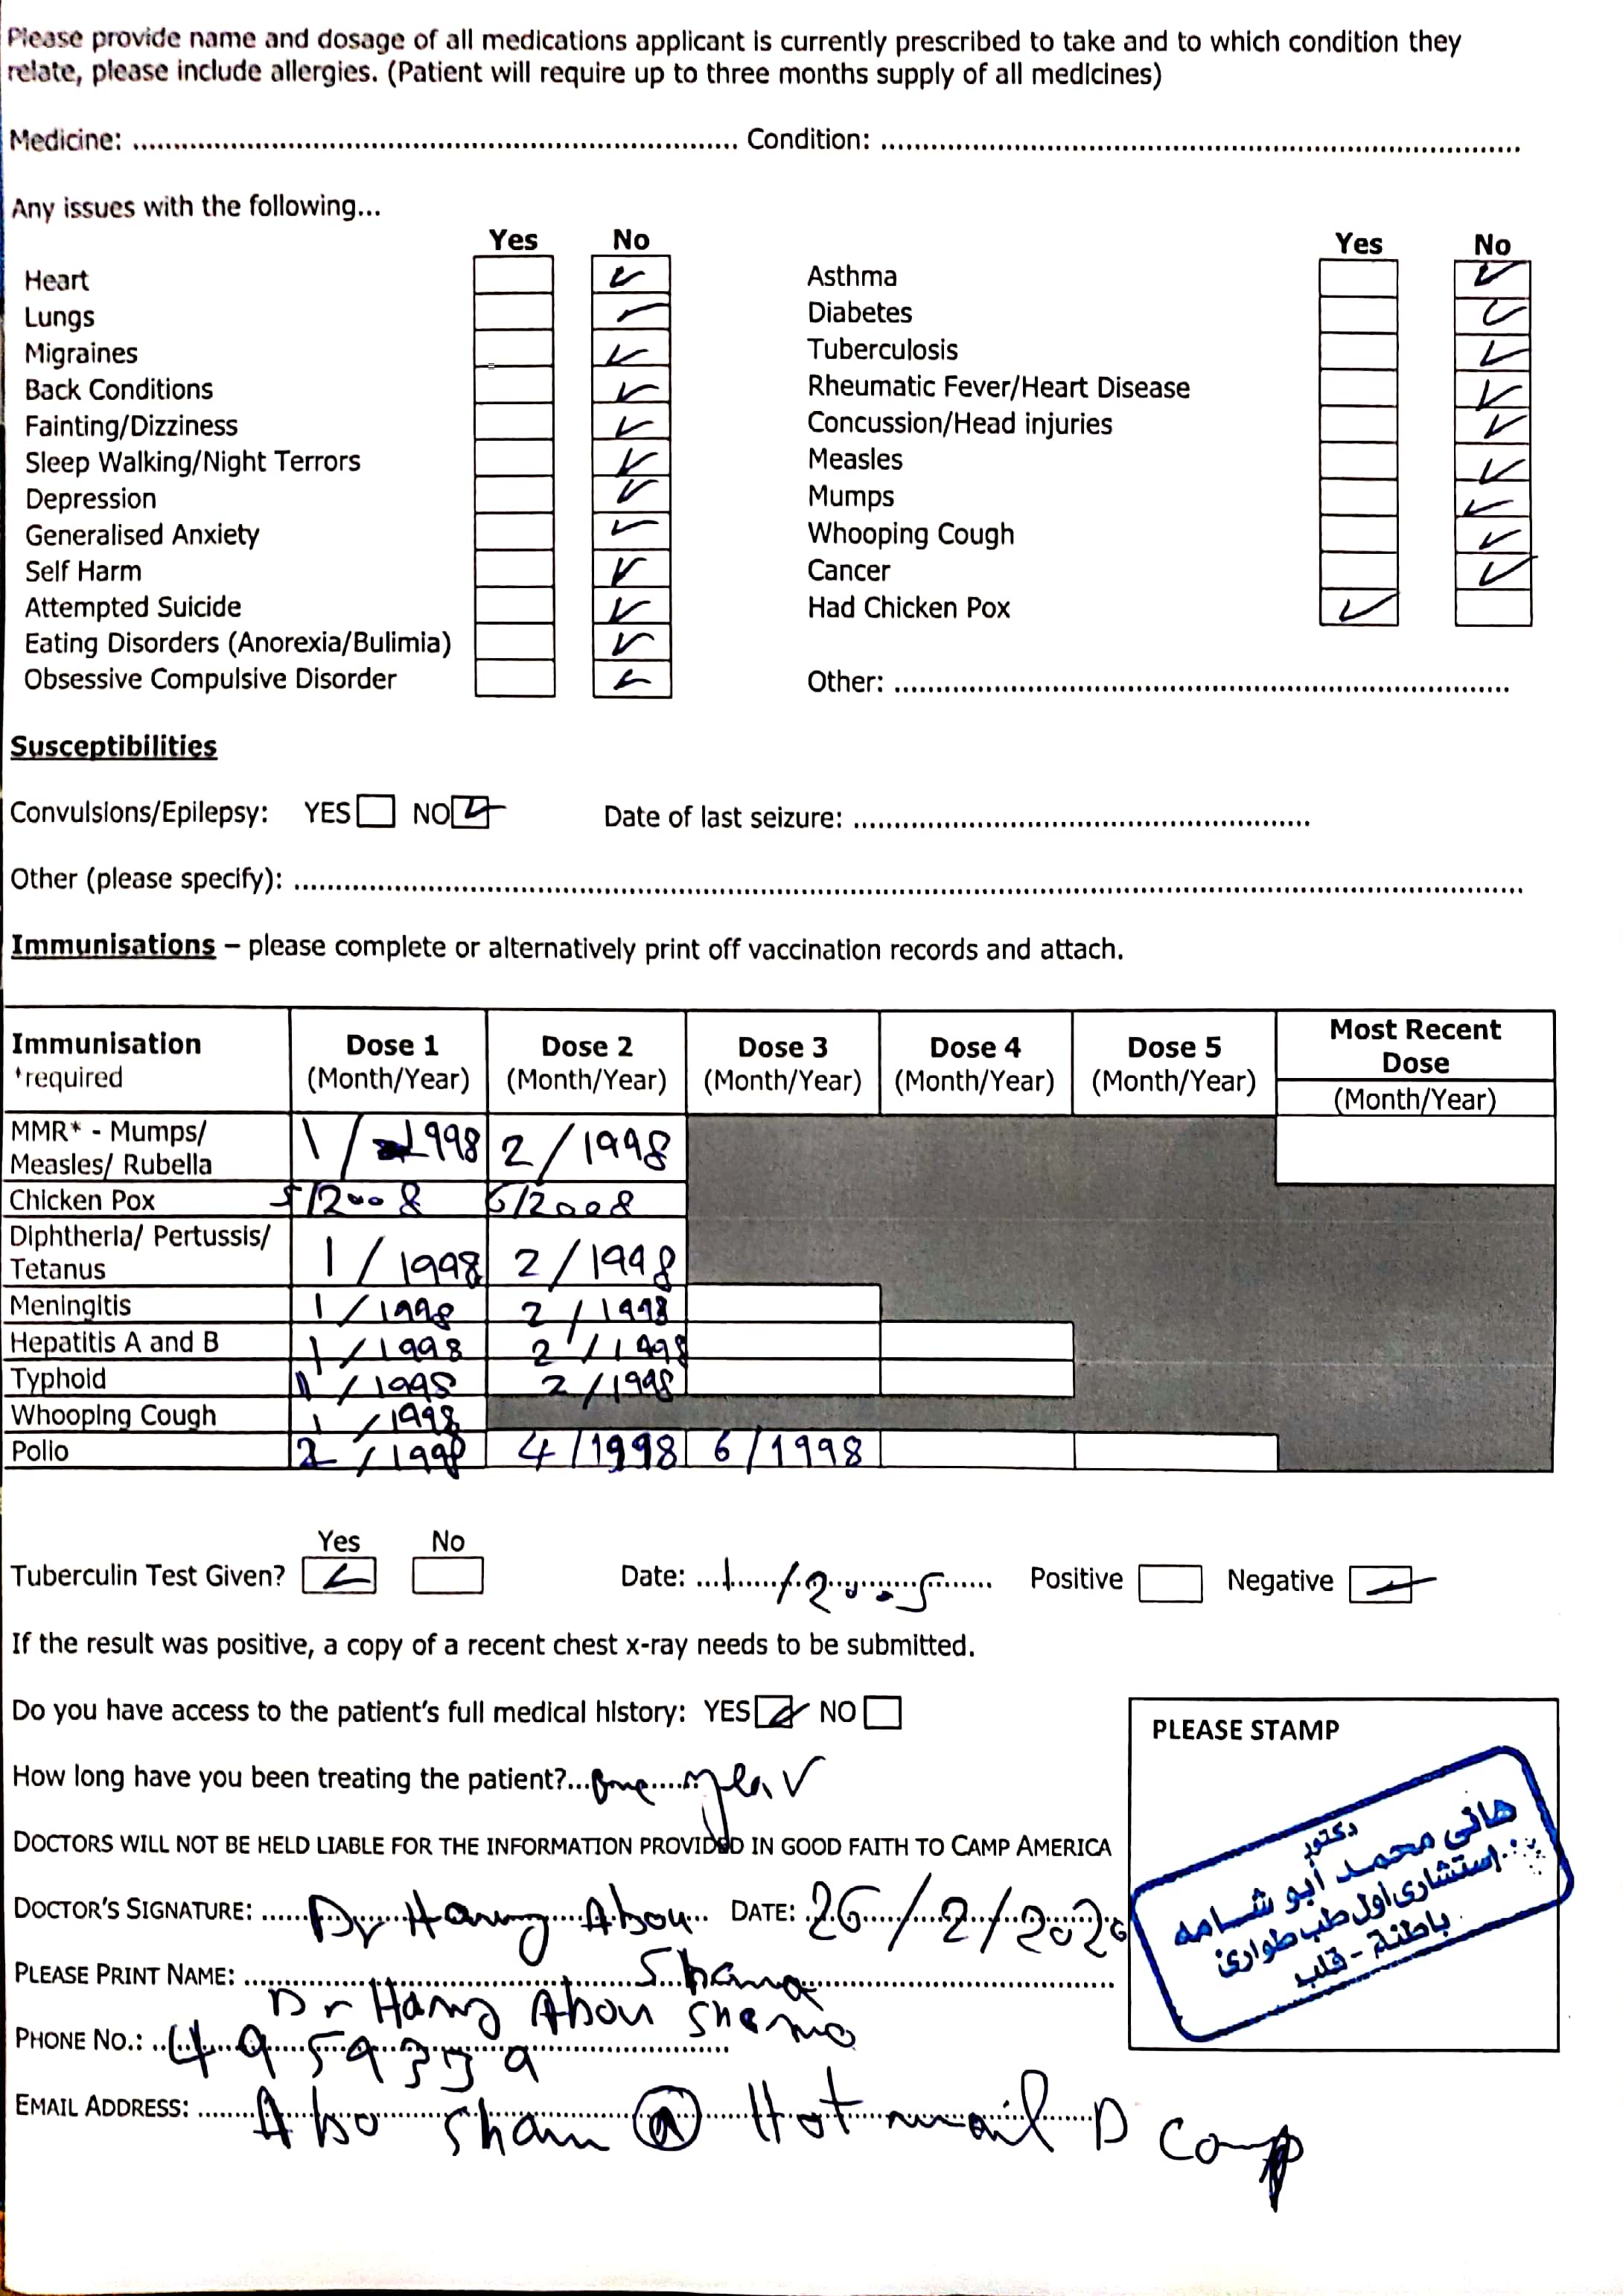 Please provide name and dosage of all medications applicant is currently prescribed to take and to which condition they
relate, please include allergies. (Patient will require up to three months supply of all medicines)
Medicine: ........ Condition: ........
Any issues with the following...
Yes No
Heart ✓
Lungs ✓
Migraines ✓
Back Conditions ✓
Fainting/Dizziness ✓
Sleep Walking/Night Terrors ✓
Depression ✓
Generalised Anxiety ✓
Self Harm ✓
Attempted Suicide ✓
Eating Disorders (Anorexia/Bulimia) ✓
Obsessive Compulsive Disorder ✓
Yes No
Asthma ✓
Diabetes ✓
Tuberculosis ✓
Rheumatic Fever/Heart Disease ✓
Concussion/Head injuries ✓
Measles ✓
Mumps ✓
Whooping Cough ✓
Cancer ✓
Had Chicken Pox ✓
Other: ........
Susceptibilities
Convulsions/Epilepsy: YES NO ✓ Date of last seizure: ........
Other (please specify): ........
Immunisations – please complete or alternatively print off vaccination records and attach.
Immunisation *required Dose 1 (Month/Year) Dose 2 (Month/Year) Dose 3 (Month/Year) Dose 4 (Month/Year) Dose 5 (Month/Year) Most Recent Dose (Month/Year)
MMR* - Mumps/ Measles/ Rubella 1/1998 2/1998
Chicken Pox 5/2008 6/2008
Diphtheria/ Pertussis/ Tetanus 1/1998 2/1998
Meningitis 1/1998 2/1998
Hepatitis A and B 1/1998 2/1998
Typhoid 1/1998 2/1998
Whooping Cough 1/1998
Polio 2/1998 4/1998 6/1998
Yes No
Tuberculin Test Given? ✓ Date: 1/2005 Positive Negative ✓
If the result was positive, a copy of a recent chest x-ray needs to be submitted.
Do you have access to the patient's full medical history: YES ✓ NO
How long have you been treating the patient? one year
DOCTORS WILL NOT BE HELD LIABLE FOR THE INFORMATION PROVIDED IN GOOD FAITH TO CAMP AMERICA
DOCTOR'S SIGNATURE: Dr Hany Abou Shama DATE: 26/2/2020
PLEASE PRINT NAME: Dr Hany Abou Shama
PHONE NO.: 4959339
EMAIL ADDRESS: Abo sham @ Hotmail D Com
PLEASE STAMP
دكتور
هاني محمد أبو شامه
استشارى أول طب طوارئ
باطنة - قلب